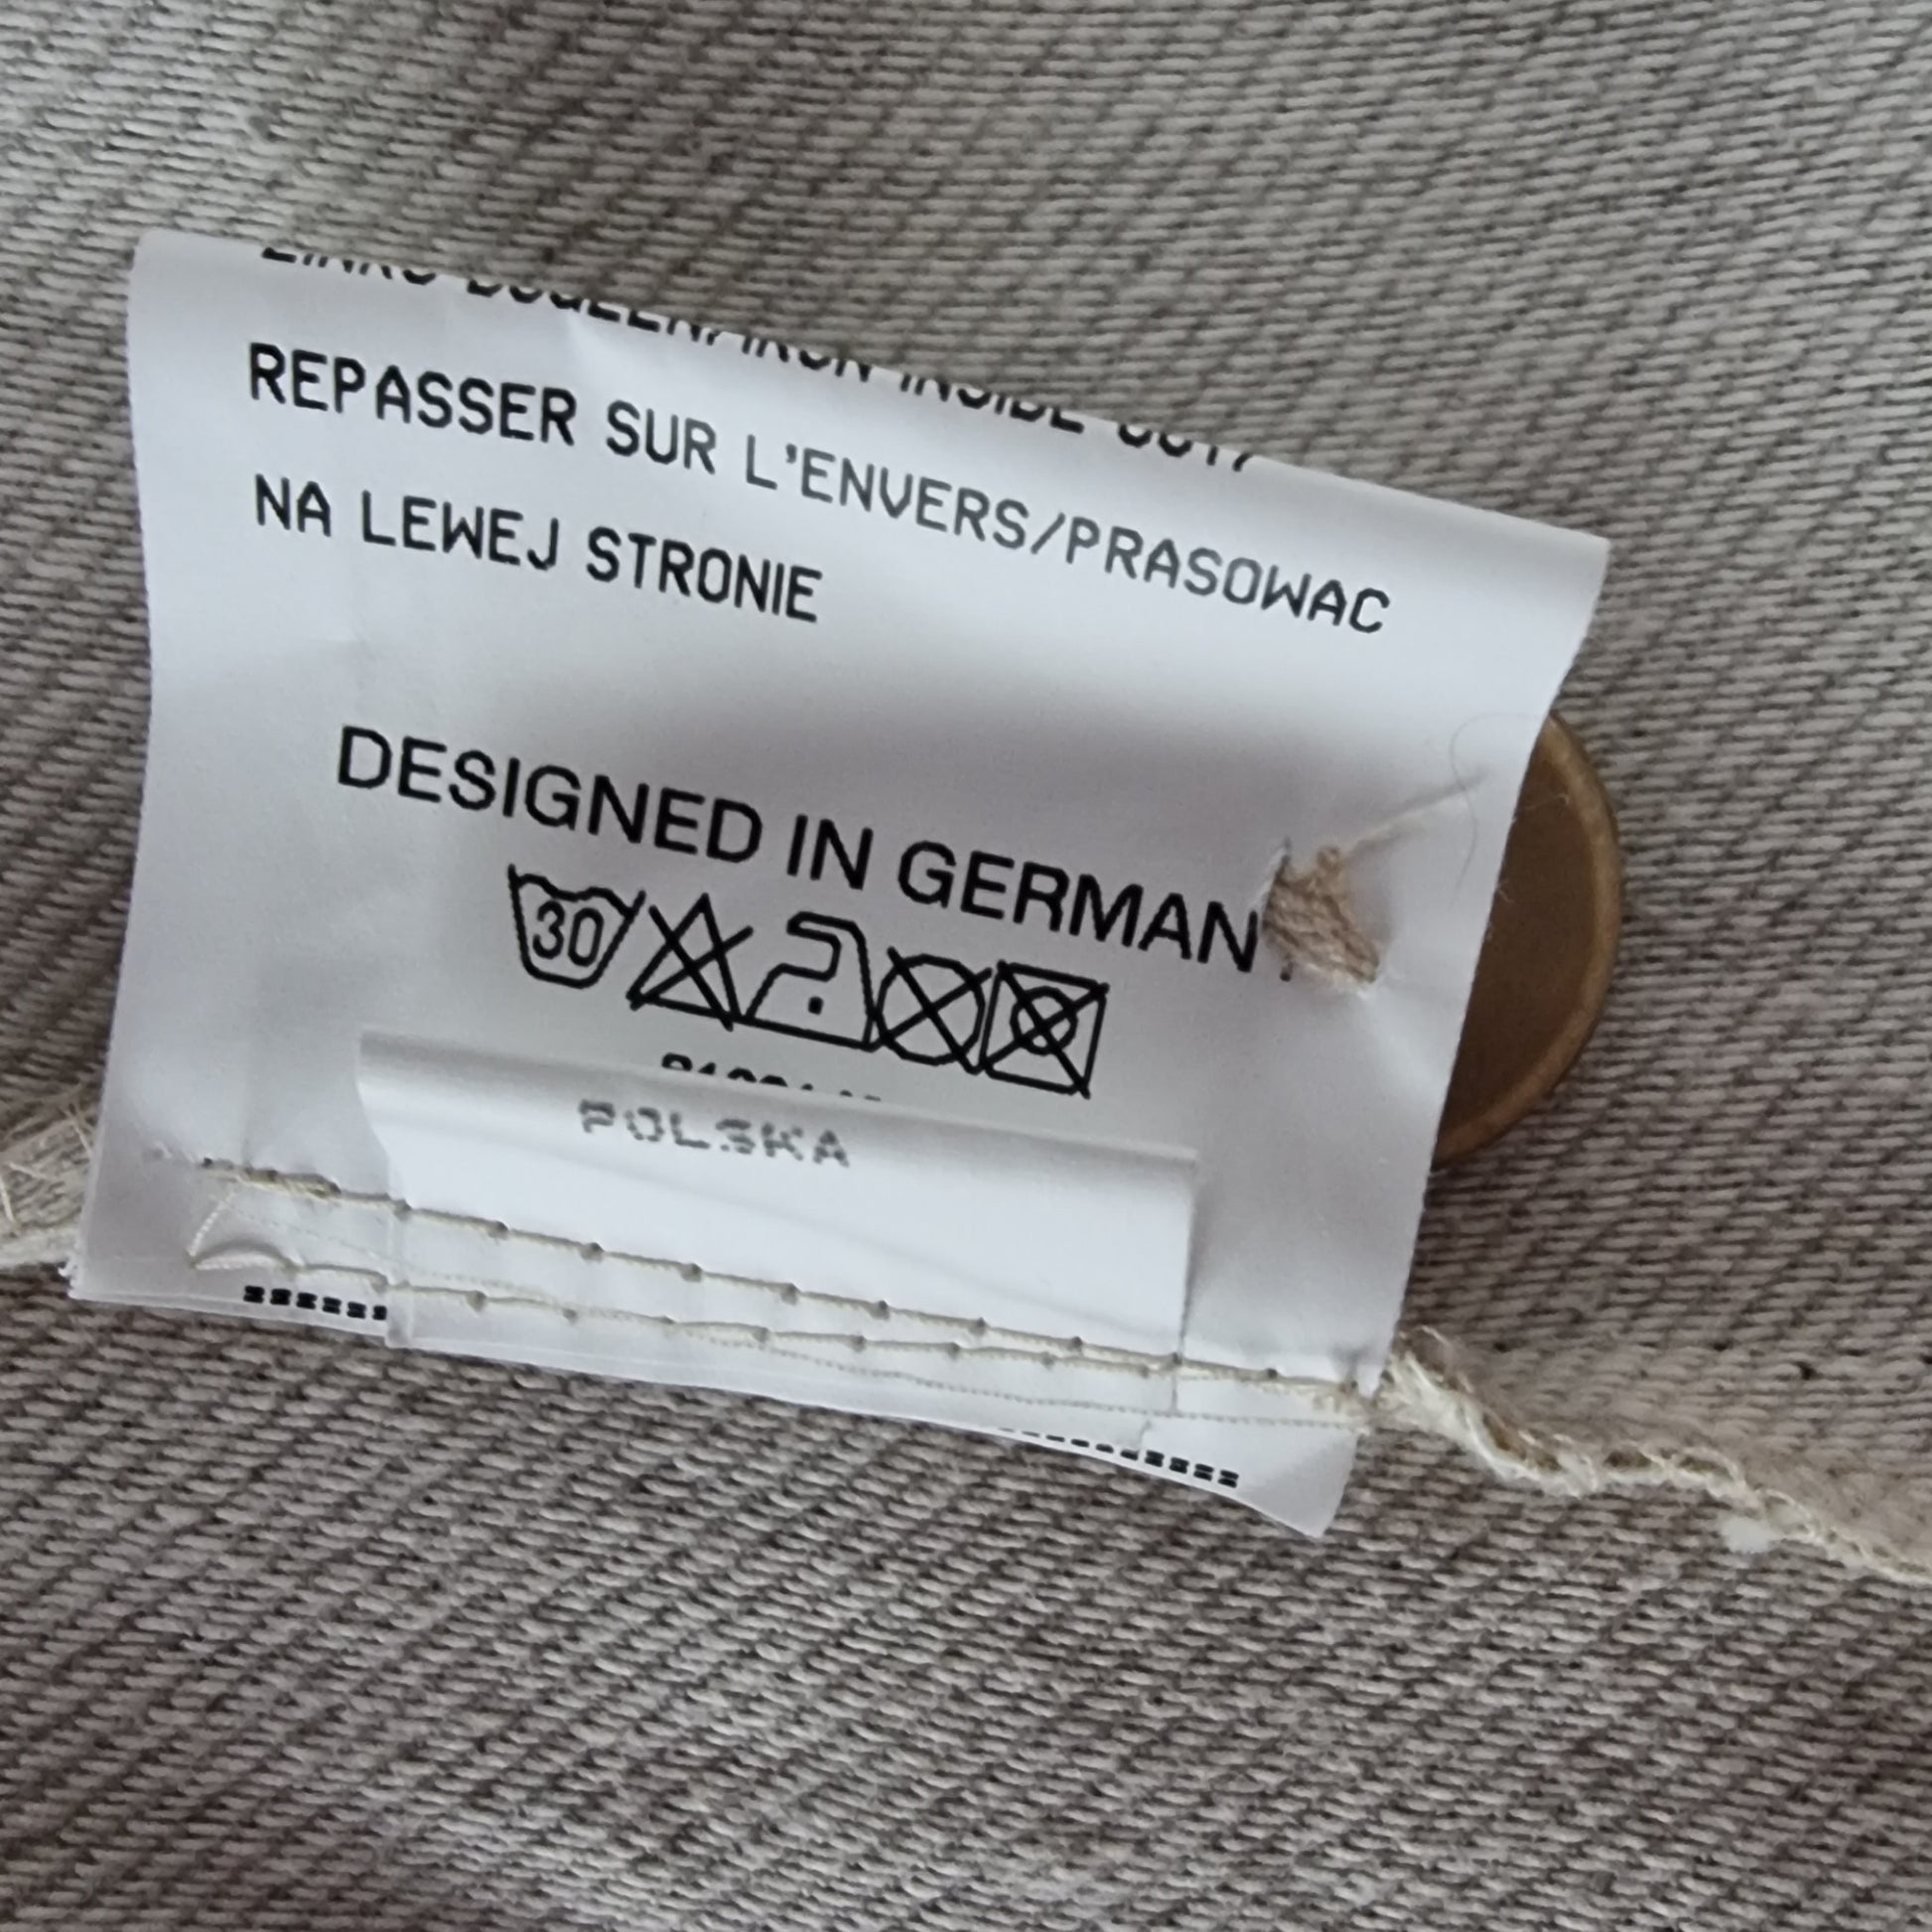 REPASSER SUR L'ENVERS/PRASOWAC
NA LEWEJ STRONIE
DESIGNED IN GERMAN
30
POLSKA